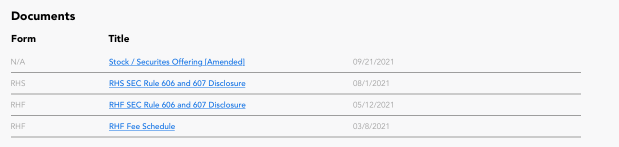 Documents
Form Title
N/A Stock / Securites Offering [Amended] 09/21/2021
RHS RHS SEC Rule 606 and 607 Disclosure 08/1/2021
RHF RHF SEC Rule 606 and 607 Disclosure 05/12/2021
RHF RHF Fee Schedule 03/8/2021